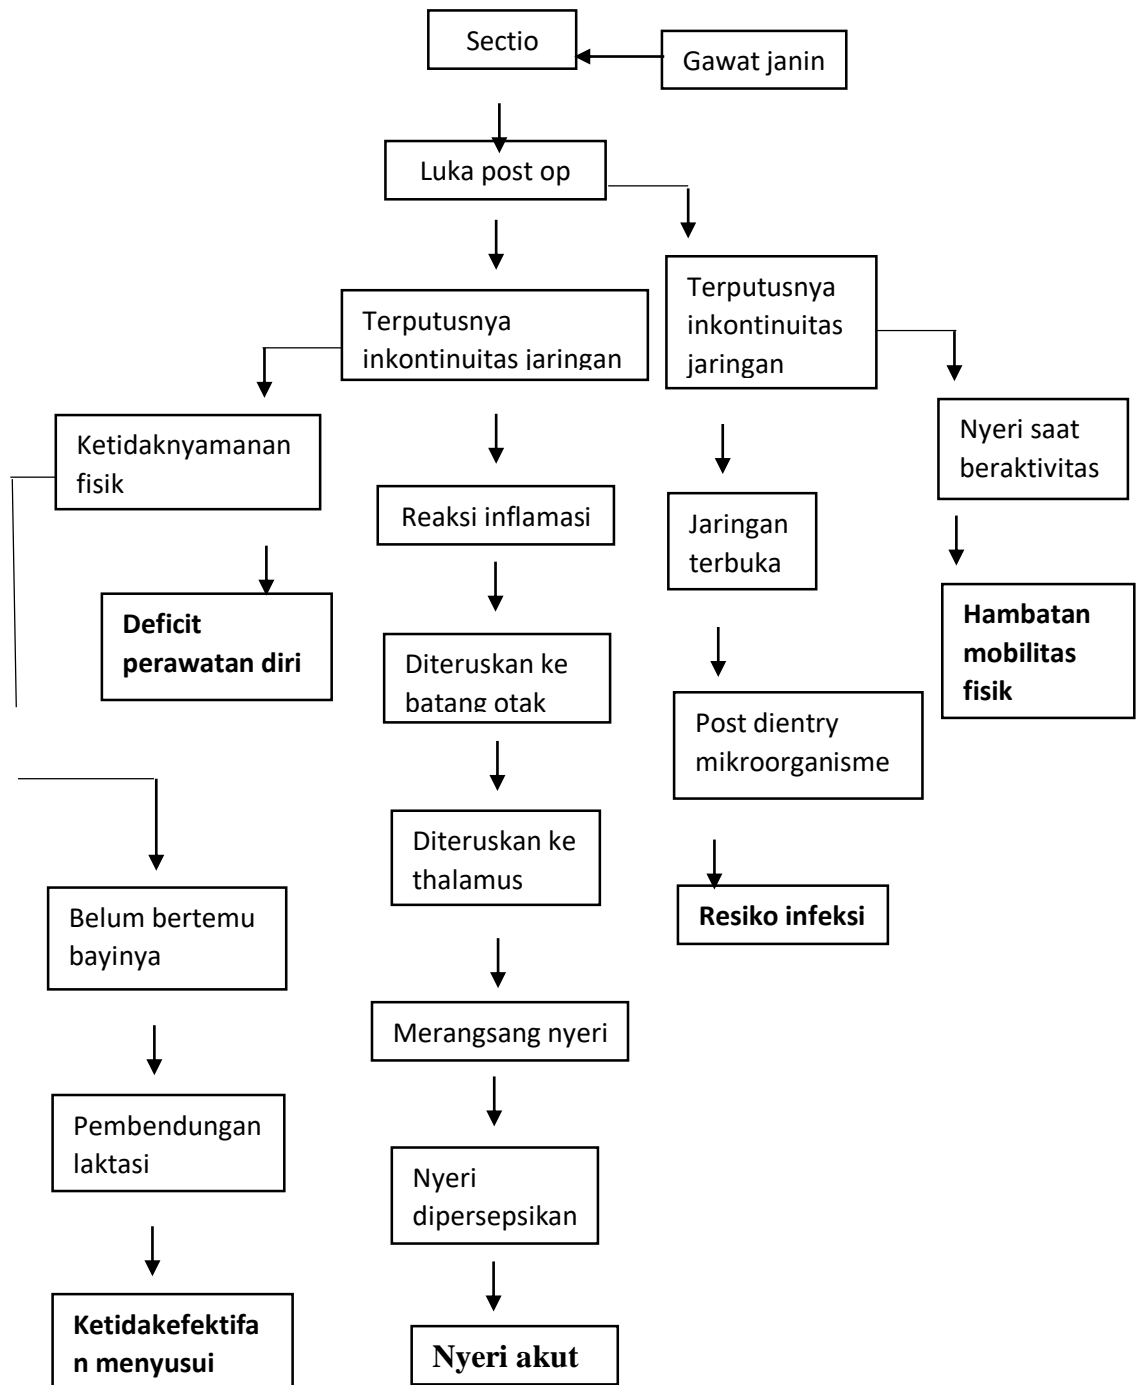 Sectio
Gawat janin
Luka post op
Terputusnya
inkontinuitas jaringan
Terputusnya
inkontinuitas
jaringan
Ketidaknyamanan
fisik
Nyeri saat
beraktivitas
Reaksi inflamasi
Jaringan
terbuka
Deficit
perawatan diri
Hambatan
mobilitas
fisik
Diteruskan ke
batang otak
Post dientry
mikroorganisme
Diteruskan ke
thalamus
Belum bertemu
bayinya
Resiko infeksi
Merangsang nyeri
Pembendungan
laktasi
Nyeri
dipersepsikan
Ketidakefektifa
n menyusui
Nyeri akut